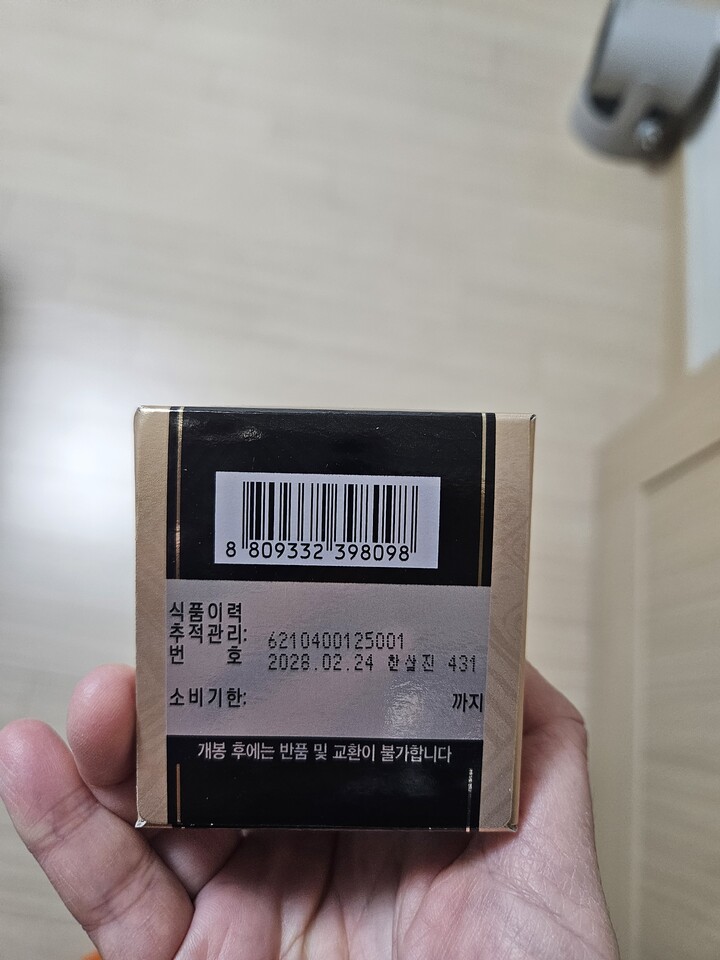 8 809332 398098
식품이력
추적관리:
번 호
6210400125001
2028.02.24 한삼진 431
소비기한: 까지
개봉 후에는 반품 및 교환이 불가합니다